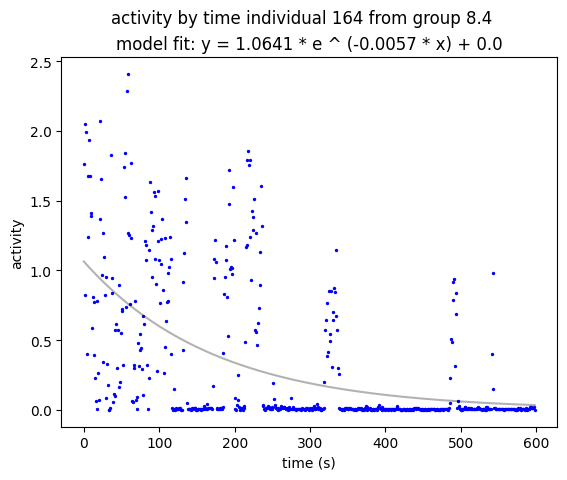 activity by time individual 164 from group 8.4
model fit: y = 1.0641 * e ^ (-0.0057 * x) + 0.0
2.5
2.0
1.5
1.0
0.5
0.0
activity
0 100 200 300 400 500 600
time (s)